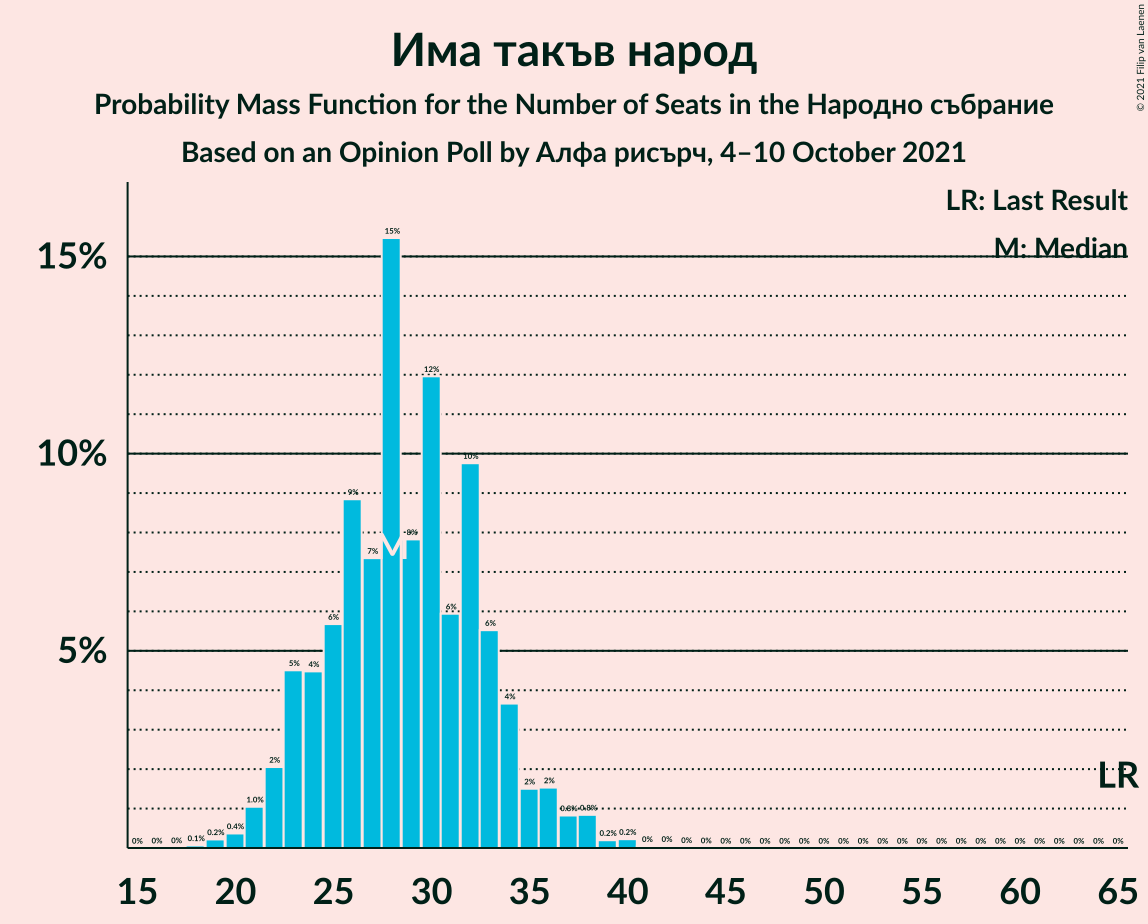 Има такъв народ
Probability Mass Function for the Number of Seats in the Народно събрание
Based on an Opinion Poll by Алфа рисърч, 4–10 October 2021
© 2021 Filip van Laenen
LR: Last Result
M: Median
15%
10%
5%
0% 0% 0% 0.1% 0.2% 0.4% 1.0% 2% 5% 4% 6% 9% 7% 15% 8% 12% 6% 10% 6% 4% 2% 2% 0.8% 0.8% 0.2% 0.2% 0% 0% 0% 0% 0% 0% 0% 0% 0% 0% 0% 0% 0% 0% 0% 0% 0% 0% 0% 0% 0% 0% 0% 0% 0%
M
LR
15 20 25 30 35 40 45 50 55 60 65